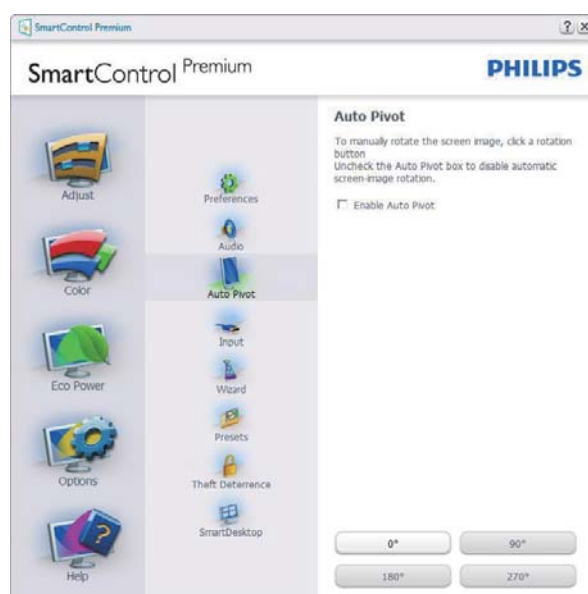 SmartControl Premium
SmartControl Premium
PHILIPS
Adjust
Color
Eco Power
Options
Help
Preferences
Audio
Auto Pivot
Input
Wizard
Presets
Theft Deterrence
SmartDesktop
Auto Pivot
To manually rotate the screen image, click a rotation
button
Uncheck the Auto Pivot box to disable automatic
screen-image rotation.
Enable Auto Pivot
0°
90°
180°
270°